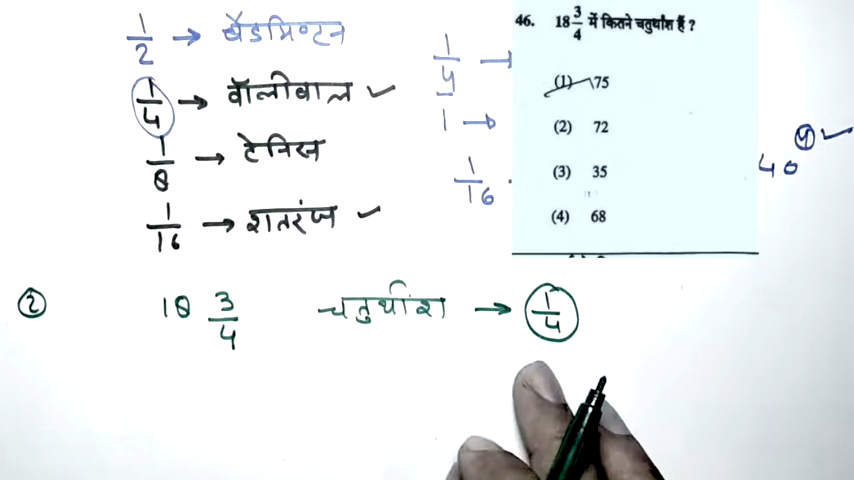 1/2 → बैडमिण्टन
1/4 → वॉलीबाल ✓
1/8 → टेनिस
1/16 → शतरंज ✓
1/4 →
1 →
1/16
46. 18 3/4 में कितने चतुर्थांश हैं ?
(1) 75
(2) 72
(3) 35
(4) 68
40
4 ✓
2 18 3/4 चतुर्थांश → 1/4